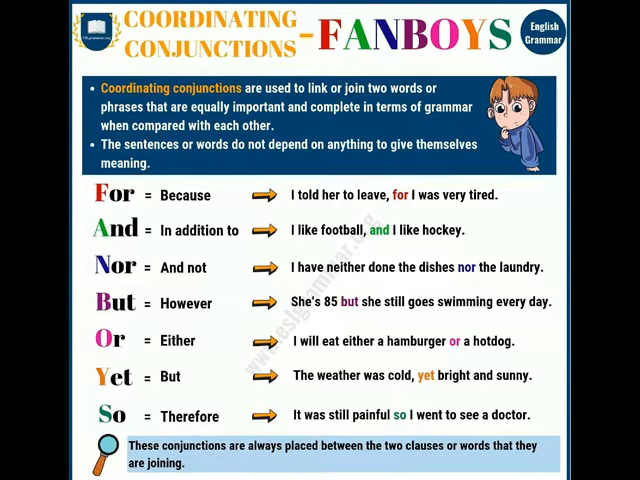 COORDINATING
CONJUNCTIONS
-FANBOYS
English
Grammar
• Coordinating conjunctions are used to link or join two words or
phrases that are equally important and complete in terms of grammar
when compared with each other.
• The sentences or words do not depend on anything to give themselves
meaning.
For = Because I told her to leave, for I was very tired.
And = In addition to I like football, and I like hockey.
Nor = And not I have neither done the dishes nor the laundry.
But = However She's 85 but she still goes swimming every day.
Or = Either I will eat either a hamburger or a hotdog.
Yet = But The weather was cold, yet bright and sunny.
So = Therefore It was still painful so I went to see a doctor.
www.eslgrammar.org
These conjunctions are always placed between the two clauses or words that they
are joining.